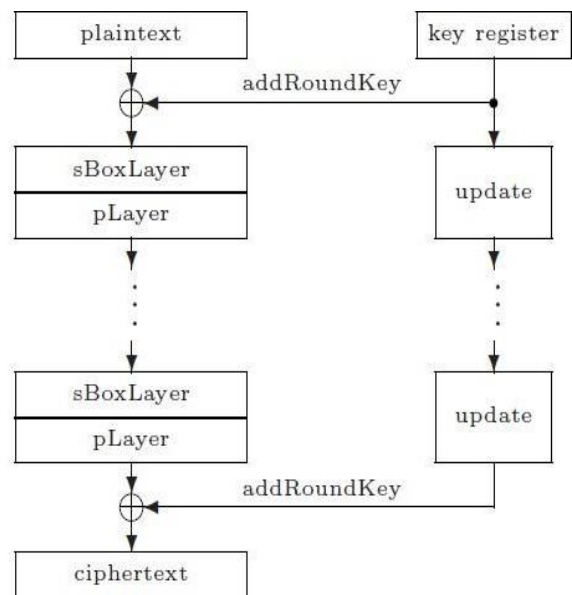 plaintext
key register
addRoundKey
sBoxLayer
pLayer
update
sBoxLayer
pLayer
update
addRoundKey
ciphertext